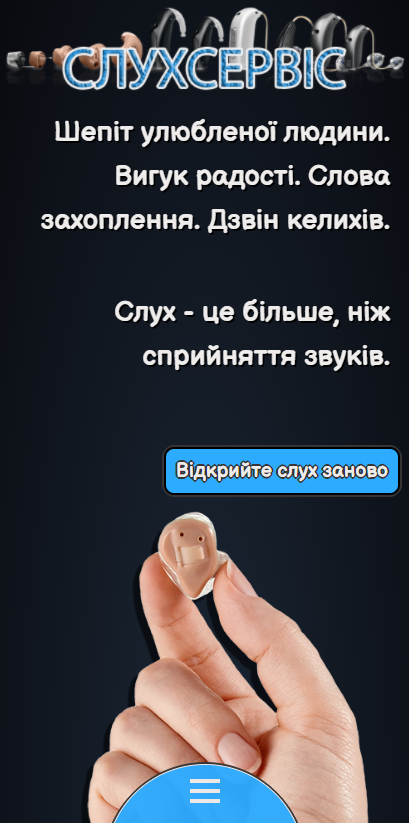 СЛУХСЕРВІС
Шепіт улюбленої людини.
Вигук радості. Слова
захоплення. Дзвін келихів.
Слух - це більше, ніж
сприйняття звуків.
Відкрийте слух заново